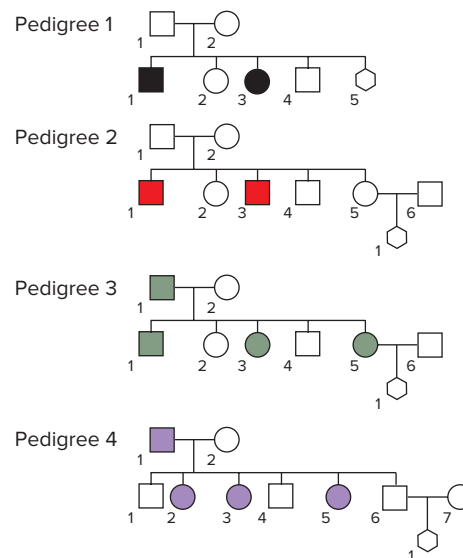 Pedigree 1
1 2
1 2 3 4 5
Pedigree 2
1 2
1 2 3 4 5 6
1
Pedigree 3
1 2
1 2 3 4 5 6
1
Pedigree 4
1 2
1 2 3 4 5 6 7
1